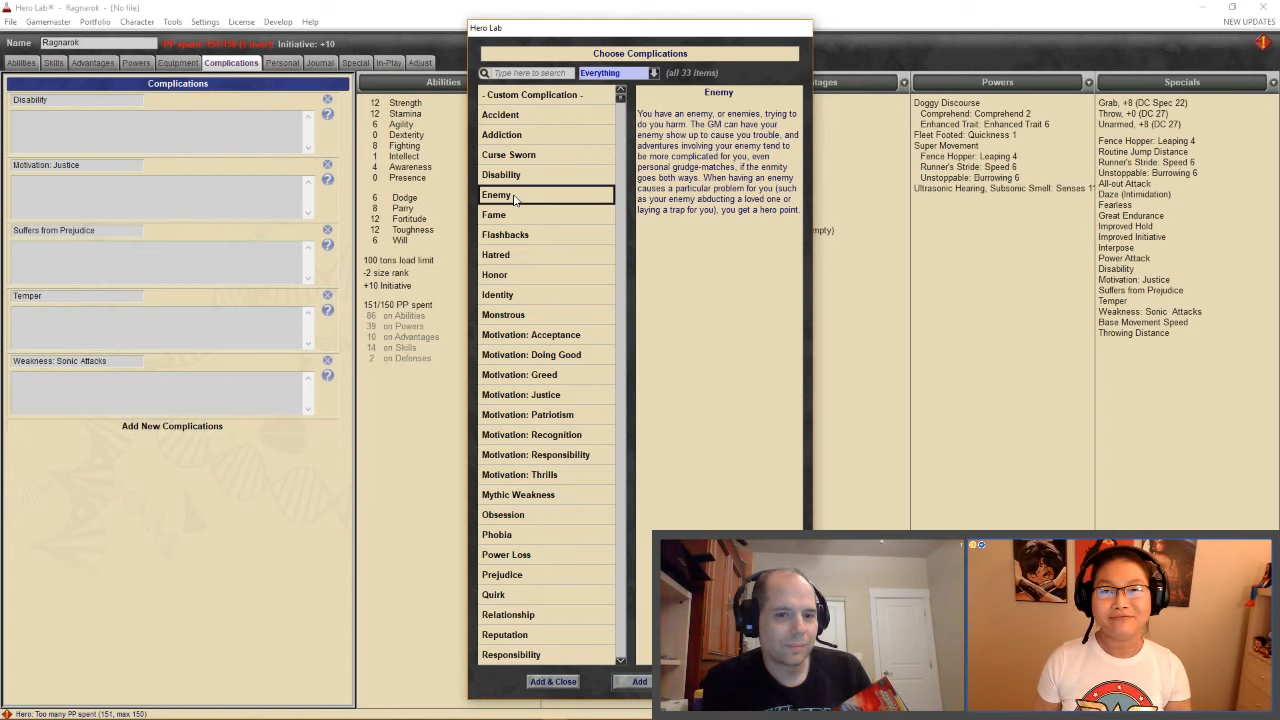 Hero Lab® - Ragnarok - [No file]
File Gamemaster Portfolio Character Tools Settings License Develop Help
NEW UPDATES
Name Ragnarok PP spent: 151/150 (1 over!) Initiative: +10
Abilities Skills Advantages Powers Equipment Complications Personal Journal Special In-Play Adjust
Complications
Disability
Motivation: Justice
Suffers from Prejudice
Temper
Weakness: Sonic Attacks
Add New Complications
Abilities
12 Strength
12 Stamina
6 Agility
0 Dexterity
8 Fighting
1 Intellect
4 Awareness
0 Presence
6 Dodge
8 Parry
12 Fortitude
12 Toughness
6 Will
100 tons load limit
-2 size rank
+10 Initiative
151/150 PP spent
86 on Abilities
39 on Powers
10 on Advantages
14 on Skills
2 on Defenses
Hero Lab
Choose Complications
Type here to search Everything (all 33 items)
- Custom Complication -
Accident
Addiction
Curse Sworn
Disability
Enemy
Fame
Flashbacks
Hatred
Honor
Identity
Monstrous
Motivation: Acceptance
Motivation: Doing Good
Motivation: Greed
Motivation: Justice
Motivation: Patriotism
Motivation: Recognition
Motivation: Responsibility
Motivation: Thrills
Mythic Weakness
Obsession
Phobia
Power Loss
Prejudice
Quirk
Relationship
Reputation
Responsibility
Add & Close Add
Enemy
You have an enemy, or enemies, trying to
do you harm. The GM can have your
enemy show up to cause you trouble, and
adventures involving your enemy tend to
be more complicated for you, even
personal grudge-matches, if the enmity
goes both ways. When having an enemy
causes a particular problem for you (such
as your enemy abducting a loved one or
laying a trap for you), you get a hero point.
tages
mpty)
Powers
Doggy Discourse
Comprehend: Comprehend 2
Enhanced Trait: Enhanced Trait 6
Fleet Footed: Quickness 1
Super Movement
Fence Hopper: Leaping 4
Runner's Stride: Speed 6
Unstoppable: Burrowing 6
Ultrasonic Hearing, Subsonic Smell: Senses 1
Specials
Grab, +8 (DC Spec 22)
Throw, +0 (DC 27)
Unarmed, +8 (DC 27)
Fence Hopper: Leaping 4
Routine Jump Distance
Runner's Stride: Speed 6
Unstoppable: Burrowing 6
All-out Attack
Daze (Intimidation)
Fearless
Great Endurance
Improved Hold
Improved Initiative
Interpose
Power Attack
Disability
Motivation: Justice
Suffers from Prejudice
Temper
Weakness: Sonic Attacks
Base Movement Speed
Throwing Distance
Hero: Too many PP spent (151, max 150)